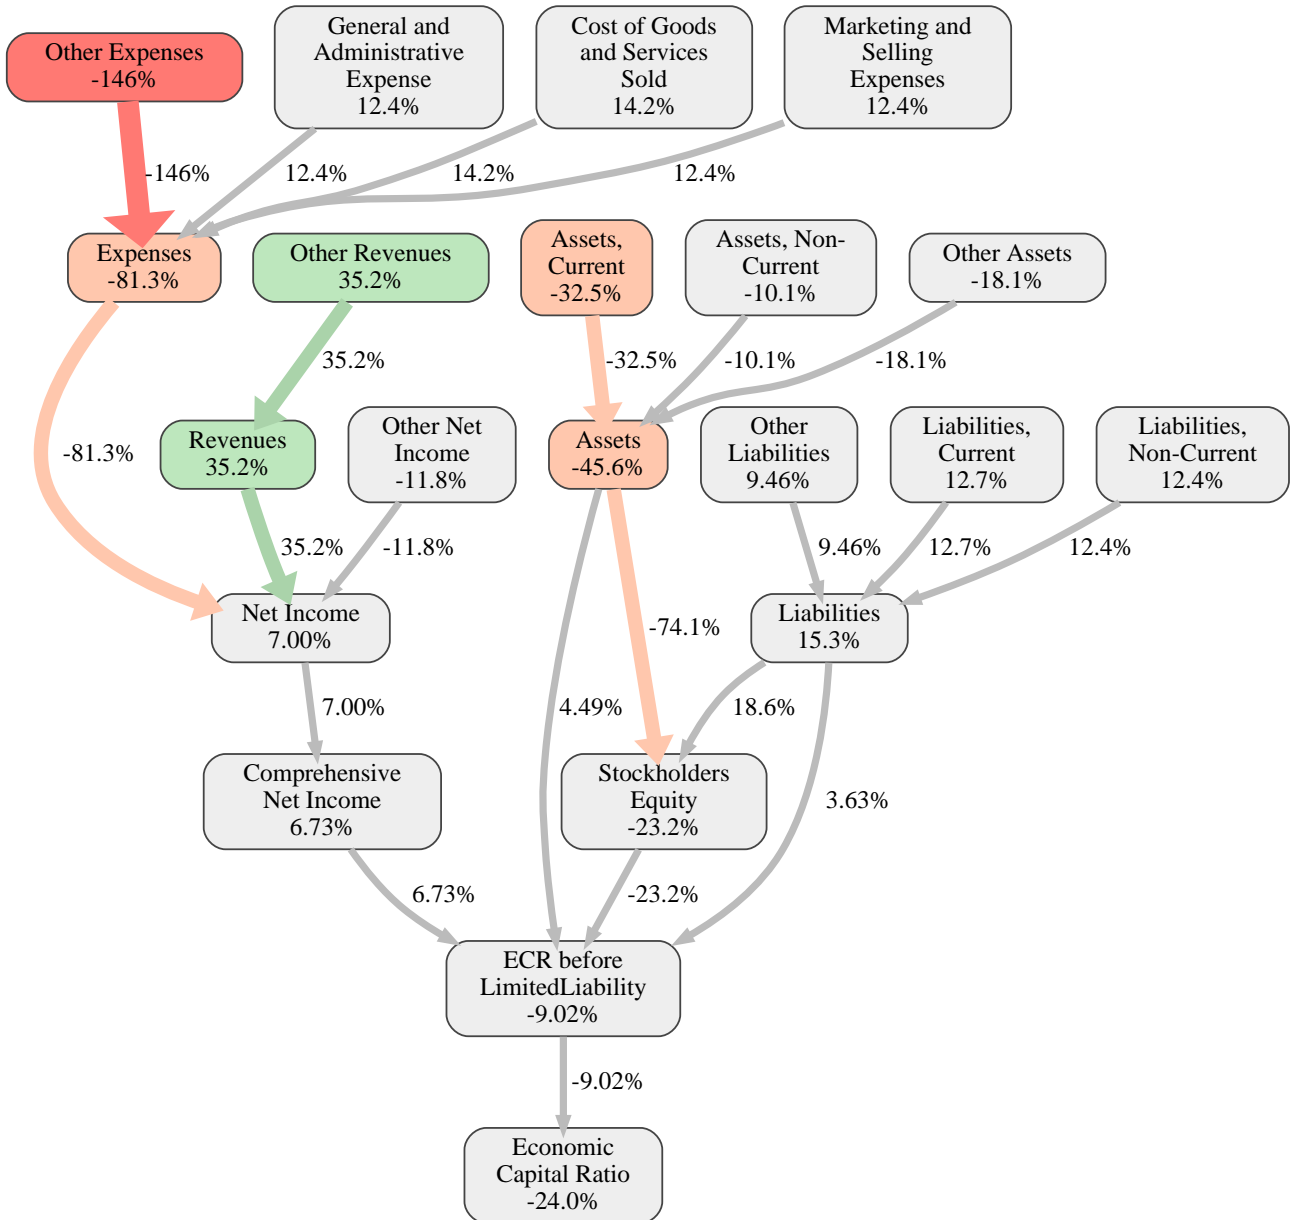 Other Expenses
-146%
General and
Administrative
Expense
12.4%
Cost of Goods
and Services
Sold
14.2%
Marketing and
Selling
Expenses
12.4%
-146%
12.4%
14.2%
12.4%
Expenses
-81.3%
Other Revenues
35.2%
Assets,
Current
-32.5%
Assets, Non-
Current
-10.1%
Other Assets
-18.1%
35.2%
-32.5%
-10.1%
-18.1%
-81.3%
Revenues
35.2%
Other Net
Income
-11.8%
Assets
-45.6%
Other
Liabilities
9.46%
Liabilities,
Current
12.7%
Liabilities,
Non-Current
12.4%
35.2%
-11.8%
9.46%
12.7%
12.4%
Net Income
7.00%
-74.1%
Liabilities
15.3%
7.00%
4.49%
18.6%
Comprehensive
Net Income
6.73%
Stockholders
Equity
-23.2%
3.63%
6.73%
-23.2%
ECR before
LimitedLiability
-9.02%
-9.02%
Economic
Capital Ratio
-24.0%